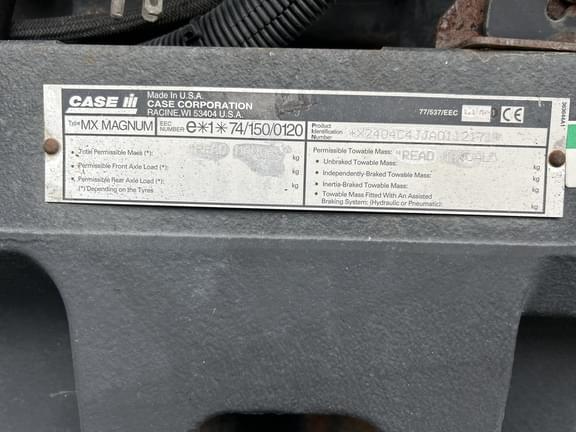 CASE IH
Made In U.S.A.
CASE CORPORATION
RACINE, WI 53404 U.S.A.
77/537/EEC
CE
Type MX MAGNUM
EEC NUMBER e*1*74/150/0120
Product Identification Number
Total Permissible Mass (*): kg
Permissible Front Axle Load (*): kg
Permissible Rear Axle Load (*): kg
(*) Depending on the Tyres
Permissible Towable Mass: *READ MANUAL*
Unbraked Towable Mass: kg
Independently-Braked Towable Mass: kg
Inertia-Braked Towable Mass: kg
Towable Mass Fitted With An Assisted
Braking System: (Hydraulic or Pneumatic). kg